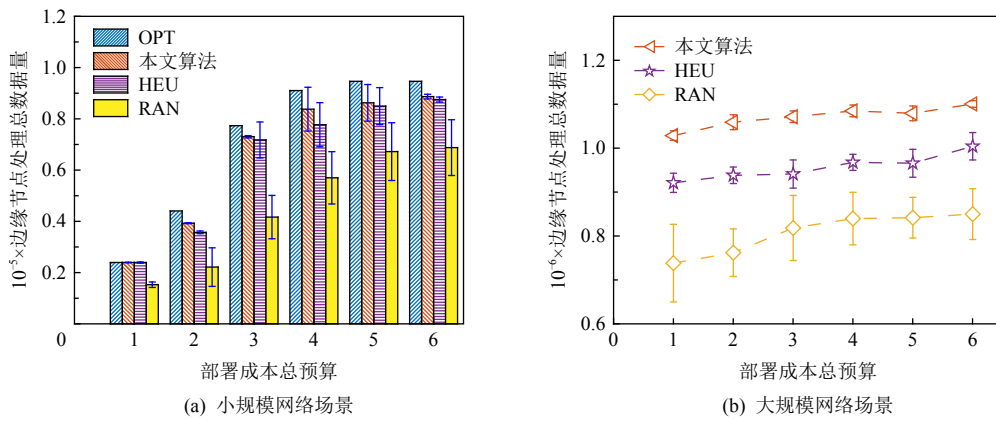 10⁻⁵×边缘节点处理总数据量
1.2
1.0
0.8
0.6
0.4
0.2
0
OPT
本文算法
HEU
RAN
0 1 2 3 4 5 6
部署成本总预算
(a) 小规模网络场景
10⁻⁶×边缘节点处理总数据量
1.2
1.0
0.8
0.6
本文算法
HEU
RAN
0 1 2 3 4 5 6
部署成本总预算
(b) 大规模网络场景